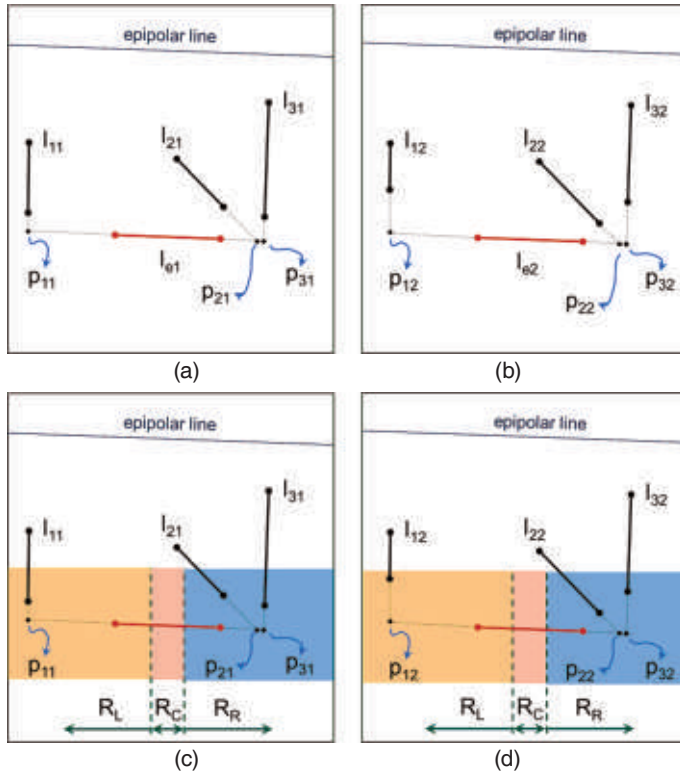 epipolar line
l31
l11
l21
le1
p11
p21
p31
(a)
epipolar line
l32
l12
l22
le2
p12
p22
p32
(b)
epipolar line
l31
l11
l21
p11
p21
p31
RL
RC
RR
(c)
epipolar line
l32
l12
l22
p12
p22
p32
RL
RC
RR
(d)